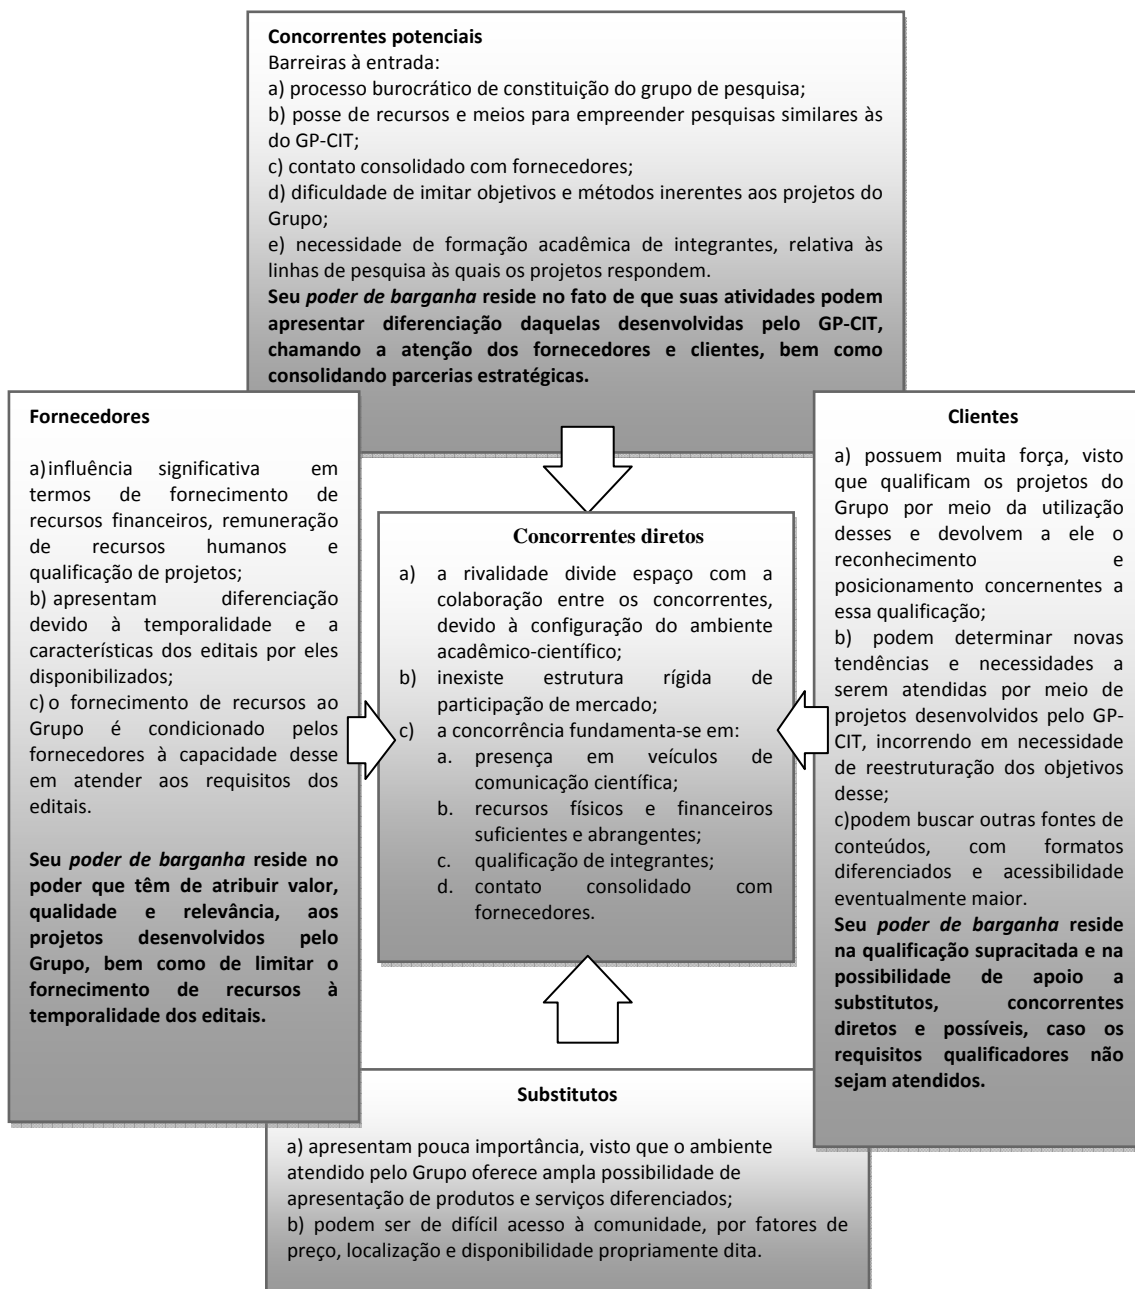 Concorrentes potenciais
Barreiras à entrada:
a) processo burocrático de constituição do grupo de pesquisa;
b) posse de recursos e meios para empreender pesquisas similares às
do GP-CIT;
c) contato consolidado com fornecedores;
d) dificuldade de imitar objetivos e métodos inerentes aos projetos do
Grupo;
e) necessidade de formação acadêmica de integrantes, relativa às
linhas de pesquisa às quais os projetos respondem.
Seu poder de barganha reside no fato de que suas atividades podem
apresentar diferenciação daquelas desenvolvidas pelo GP-CIT,
chamando a atenção dos fornecedores e clientes, bem como
consolidando parcerias estratégicas.
Fornecedores
a)influência significativa em
termos de fornecimento de
recursos financeiros, remuneração
de recursos humanos e
qualificação de projetos;
b) apresentam diferenciação
devido à temporalidade e a
características dos editais por eles
disponibilizados;
c) o fornecimento de recursos ao
Grupo é condicionado pelos
fornecedores à capacidade desse
em atender aos requisitos dos
editais.
Seu poder de barganha reside no
poder que têm de atribuir valor,
qualidade e relevância, aos
projetos desenvolvidos pelo
Grupo, bem como de limitar o
fornecimento de recursos à
temporalidade dos editais.
Concorrentes diretos
a) a rivalidade divide espaço com a
colaboração entre os concorrentes,
devido à configuração do ambiente
acadêmico-científico;
b) inexiste estrutura rígida de
participação de mercado;
c) a concorrência fundamenta-se em:
a. presença em veículos de
comunicação científica;
b. recursos físicos e financeiros
suficientes e abrangentes;
c. qualificação de integrantes;
d. contato consolidado com
fornecedores.
Clientes
a) possuem muita força, visto
que qualificam os projetos do
Grupo por meio da utilização
desses e devolvem a ele o
reconhecimento e
posicionamento concernentes a
essa qualificação;
b) podem determinar novas
tendências e necessidades a
serem atendidas por meio de
projetos desenvolvidos pelo GP-
CIT, incorrendo em necessidade
de reestruturação dos objetivos
desse;
c)podem buscar outras fontes de
conteúdos, com formatos
diferenciados e acessibilidade
eventualmente maior.
Seu poder de barganha reside
na qualificação supracitada e na
possibilidade de apoio a
substitutos, concorrentes
diretos e possíveis, caso os
requisitos qualificadores não
sejam atendidos.
Substitutos
a) apresentam pouca importância, visto que o ambiente
atendido pelo Grupo oferece ampla possibilidade de
apresentação de produtos e serviços diferenciados;
b) podem ser de difícil acesso à comunidade, por fatores de
preço, localização e disponibilidade propriamente dita.